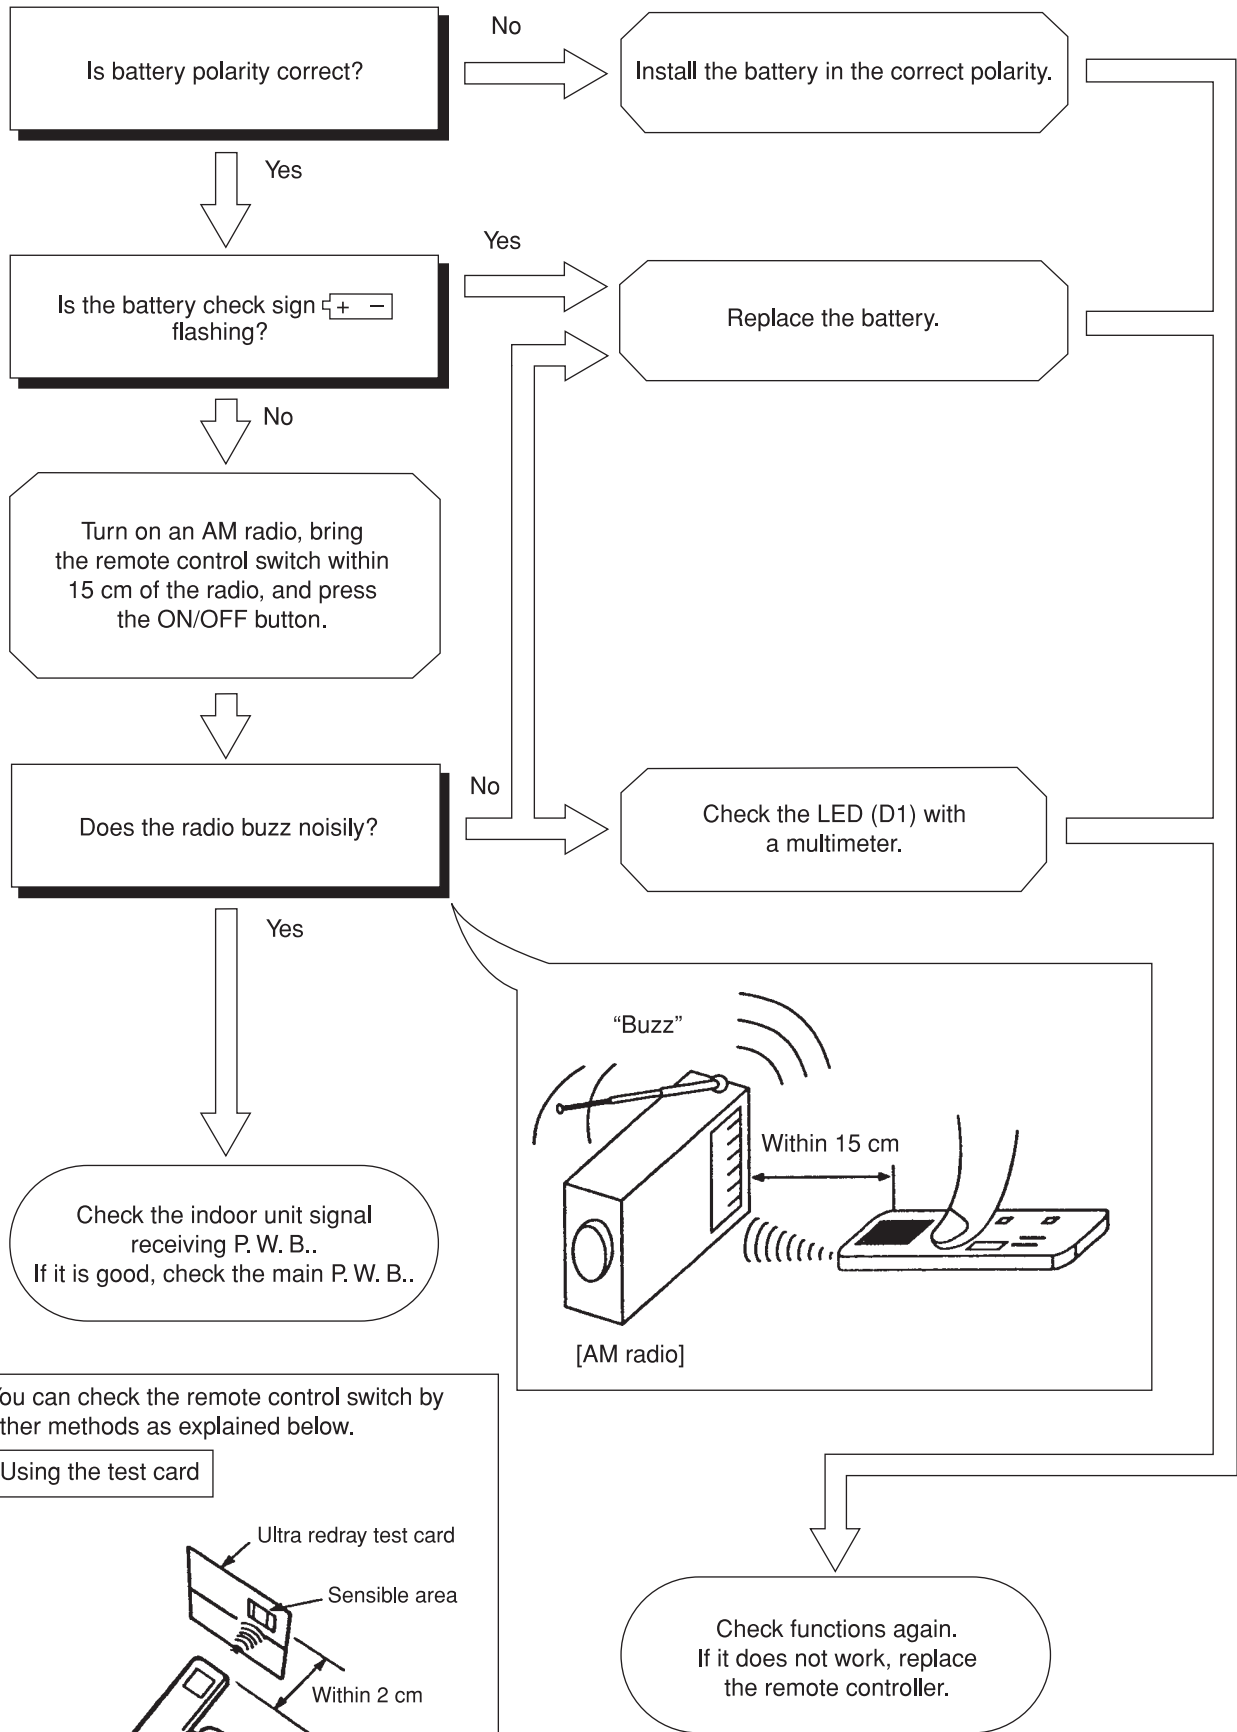 Is battery polarity correct?
No
Install the battery in the correct polarity.
Yes
Is the battery check sign + −
flashing?
Yes
Replace the battery.
No
Turn on an AM radio, bring
the remote control switch within
15 cm of the radio, and press
the ON/OFF button.
Does the radio buzz noisily?
No
Check the LED (D1) with
a multimeter.
Yes
“Buzz”
Within 15 cm
[AM radio]
Check the indoor unit signal
receiving P. W. B..
If it is good, check the main P. W. B..
ou can check the remote control switch by
ther methods as explained below.
Using the test card
Ultra redray test card
Sensible area
Within 2 cm
Check functions again.
If it does not work, replace
the remote controller.